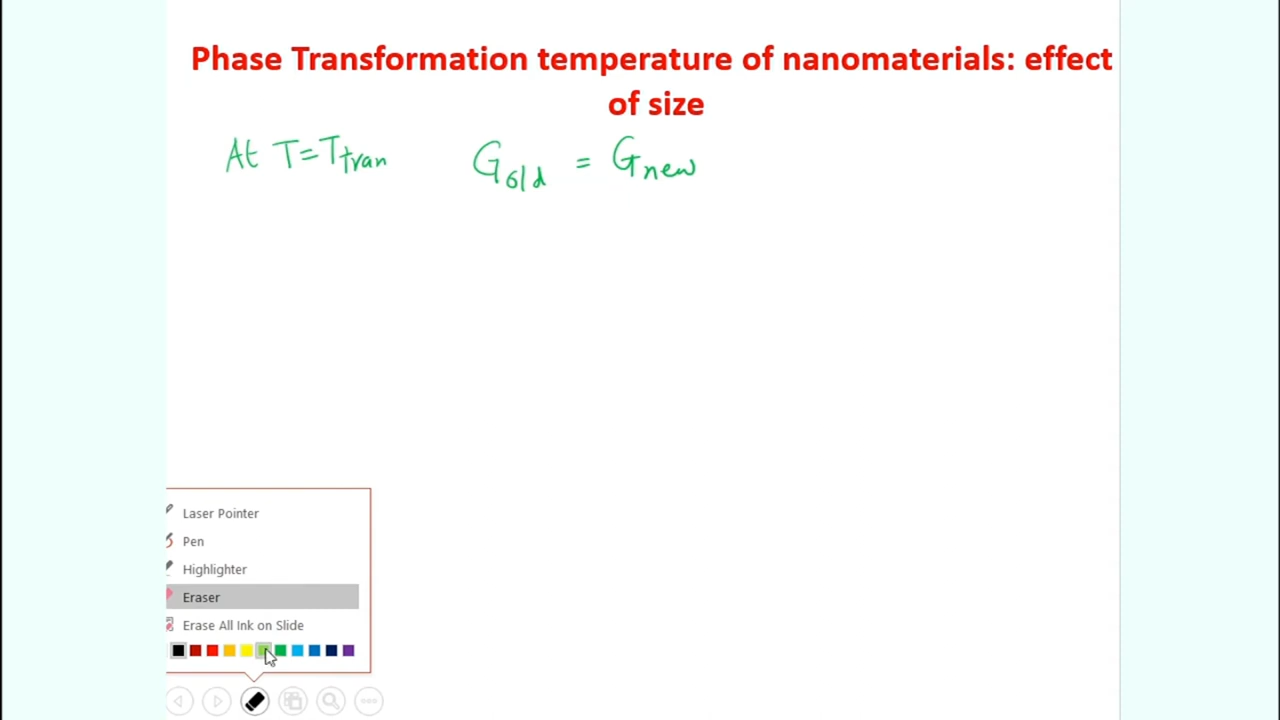 Phase Transformation temperature of nanomaterials: effect
of size
At T=Ttran Gold = Gnew
Laser Pointer
Pen
Highlighter
Eraser
Erase All Ink on Slide